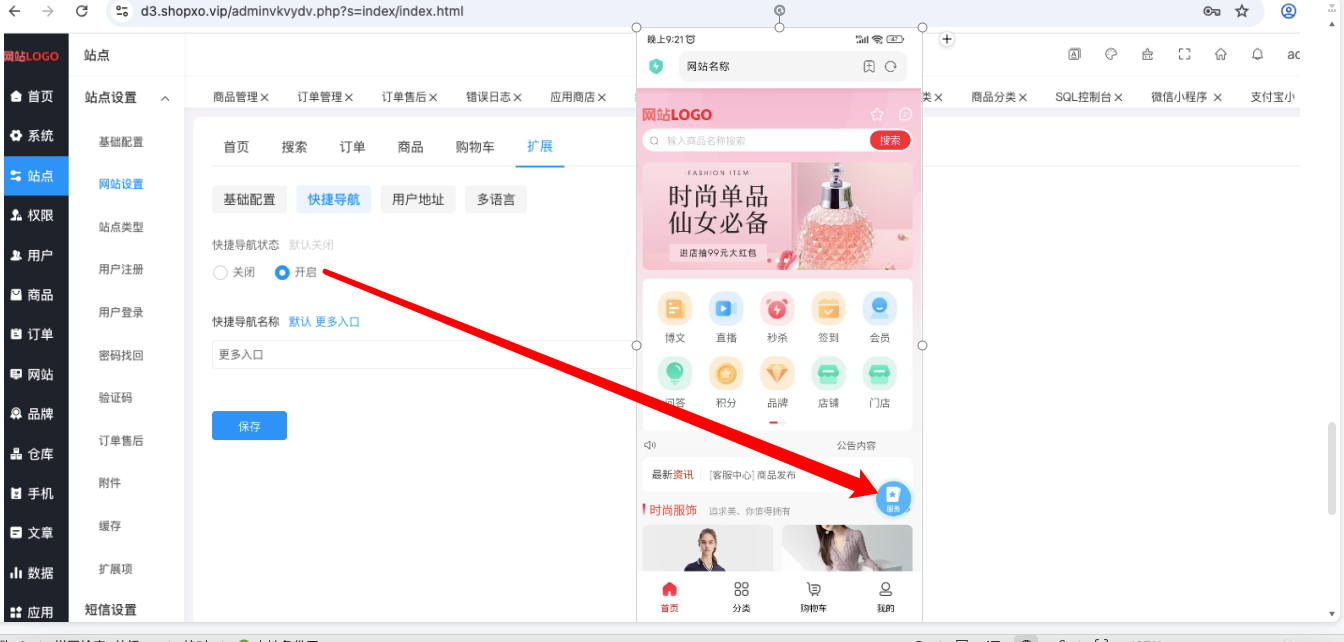 d3.shopxo.vip/adminvkvydv.php?s=index/index.html
网站LOGO
首页
系统
站点
权限
用户
商品
订单
网站
品牌
仓库
手机
文章
数据
应用
站点
站点设置
基础配置
网站设置
站点类型
用户注册
用户登录
密码找回
验证码
订单售后
附件
缓存
扩展项
短信设置
商品管理× 订单管理× 订单售后× 错误日志× 应用商店×
类× 商品分类× SQL控制台× 微信小程序 × 支付宝小
首页 搜索 订单 商品 购物车 扩展
基础配置 快捷导航 用户地址 多语言
快捷导航状态 默认关闭
关闭 开启
快捷导航名称 默认 更多入口
更多入口
保存
晚上9:21
网站名称
网站LOGO
输入商品名称搜索 搜索
FASHION ITEM
时尚单品
仙女必备
进店抽99元大红包
博文 直播 秒杀 签到 会员
问答 积分 品牌 店铺 门店
公告内容
最新资讯 [客服中心] 商品发布
服务
时尚服饰 追求美、你值得拥有
首页 分类 购物车 我的